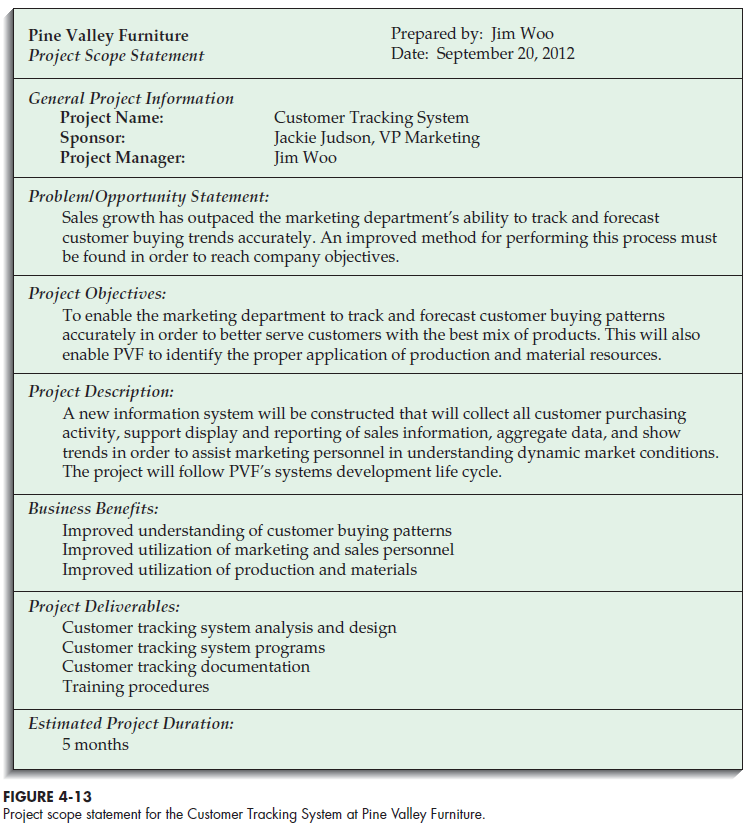 Pine Valley Furniture
Prepared by: Jim Woo
Project Scope Statement
Date: September 20, 2012
General Project Information
Project Name:
Customer Tracking System
Sponsor:
Jackie Judson, VP Marketing
Project Manager:
Jim Woo
Problem/Opportunity Statement:
Sales growth has outpaced the marketing department's ability to track and forecast
customer buying trends accurately. An improved method for performing this process must
be found in order to reach company objectives.
Project Objectives:
To enable the marketing department to track and forecast customer buying patterns
accurately in order to better serve customers with the best mix of products. This will also
enable PVF to identify the proper application of production and material resources.
Project Description:
A new information system will be constructed that will collect all customer purchasing
activity, support display and reporting of sales information, aggregate data, and show
trends in order to assist marketing personnel in understanding dynamic market conditions.
The project will follow PVF's systems development life cycle.
Business Benefits:
Improved understanding of customer buying patterns
Improved utilization of marketing and sales personnel
Improved utilization of production and materials
Project Deliverables:
Customer tracking system analysis and design
Customer tracking system programs
Customer tracking documentation
Training procedures
Estimated Project Duration:
5 months
FIGURE 4-13
Project scope statement for the Customer Tracking System at Pine Valley Furniture.